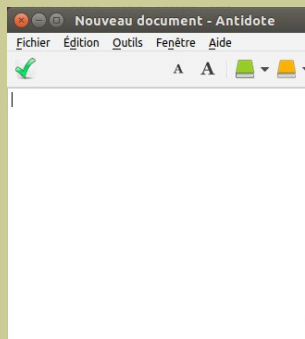 Nouveau document - Antidote
Fichier Édition Outils Fenêtre Aide
A A